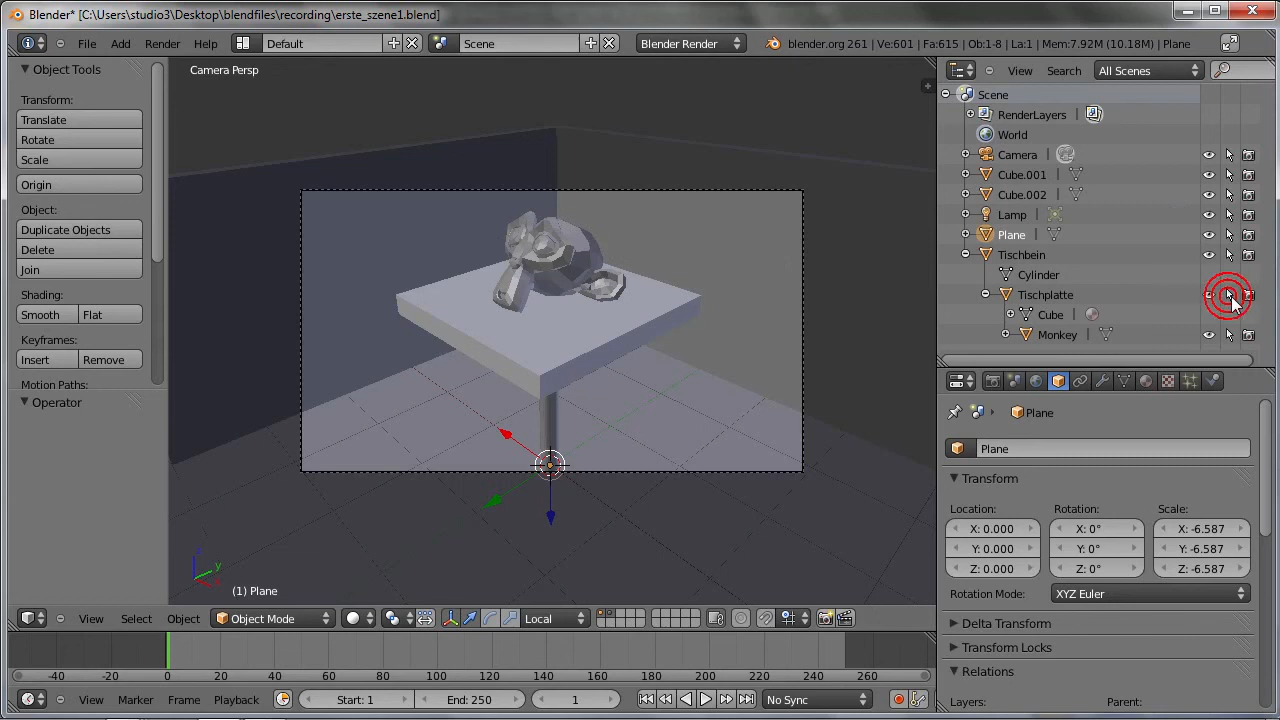 Blender* [C:\Users\studio3\Desktop\blendfiles\recording\erste_szene1.blend]
File Add Render Help Default Scene Blender Render blender.org 261 | Ve:601 | Fa:615 | Ob:1-8 | La:1 | Mem:7.92M (10.18M) | Plane
Object Tools
Transform:
Translate
Rotate
Scale
Origin
Object:
Duplicate Objects
Delete
Join
Shading:
Smooth Flat
Keyframes:
Insert Remove
Motion Paths:
Operator
Camera Persp
z
y
x
(1) Plane
View Select Object Object Mode Local
-40 -20 0 20 40 60 80 100 120 140 160 180 200 220 240 260
View Marker Frame Playback Start: 1 End: 250 1 No Sync
View Search All Scenes
Scene
RenderLayers |
World
Camera |
Cube.001 |
Cube.002 |
Lamp |
Plane |
Tischbein
Cylinder
Tischplatte
Cube |
Monkey |
Plane
Plane
Transform
Location: Rotation: Scale:
X: 0.000 X: 0° X: -6.587
Y: 0.000 Y: 0° Y: -6.587
Z: 0.000 Z: 0° Z: -6.587
Rotation Mode: XYZ Euler
Delta Transform
Transform Locks
Relations
Layers: Parent: